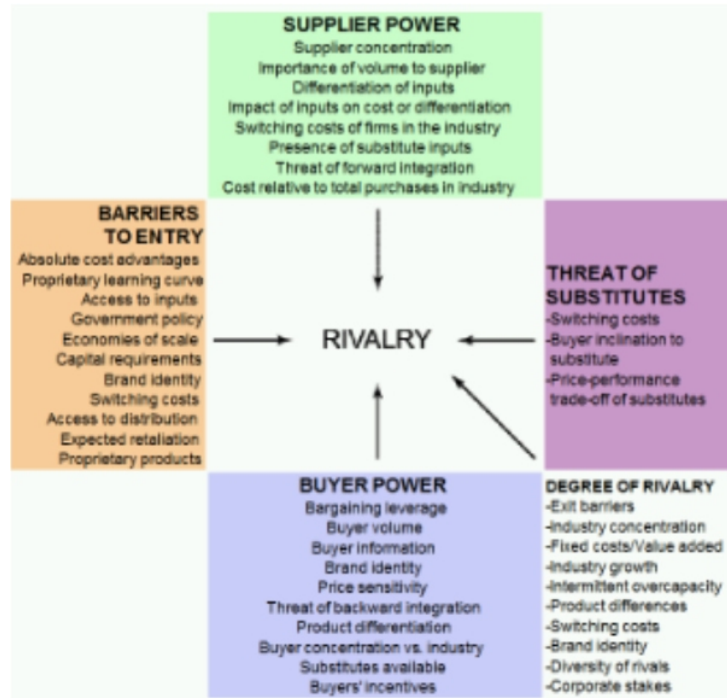 SUPPLIER POWER
Supplier concentration
Importance of volume to supplier
Differentiation of inputs
Impact of inputs on cost or differentiation
Switching costs of firms in the industry
Presence of substitute inputs
Threat of forward integration
Cost relative to total purchases in industry
BARRIERS
TO ENTRY
Absolute cost advantages
Proprietary learning curve
Access to inputs
Government policy
Economies of scale
Capital requirements
Brand identity
Switching costs
Access to distribution
Expected retaliation
Proprietary products
RIVALRY
THREAT OF
SUBSTITUTES
-Switching costs
-Buyer inclination to
substitute
-Price-performance
trade-off of substitutes
BUYER POWER
Bargaining leverage
Buyer volume
Buyer information
Brand identity
Price sensitivity
Threat of backward integration
Product differentiation
Buyer concentration vs. industry
Substitutes available
Buyers' incentives
DEGREE OF RIVALRY
-Exit barriers
-Industry concentration
-Fixed costs/Value added
-Industry growth
-Intermittent overcapacity
-Product differences
-Switching costs
-Brand identity
-Diversity of rivals
-Corporate stakes